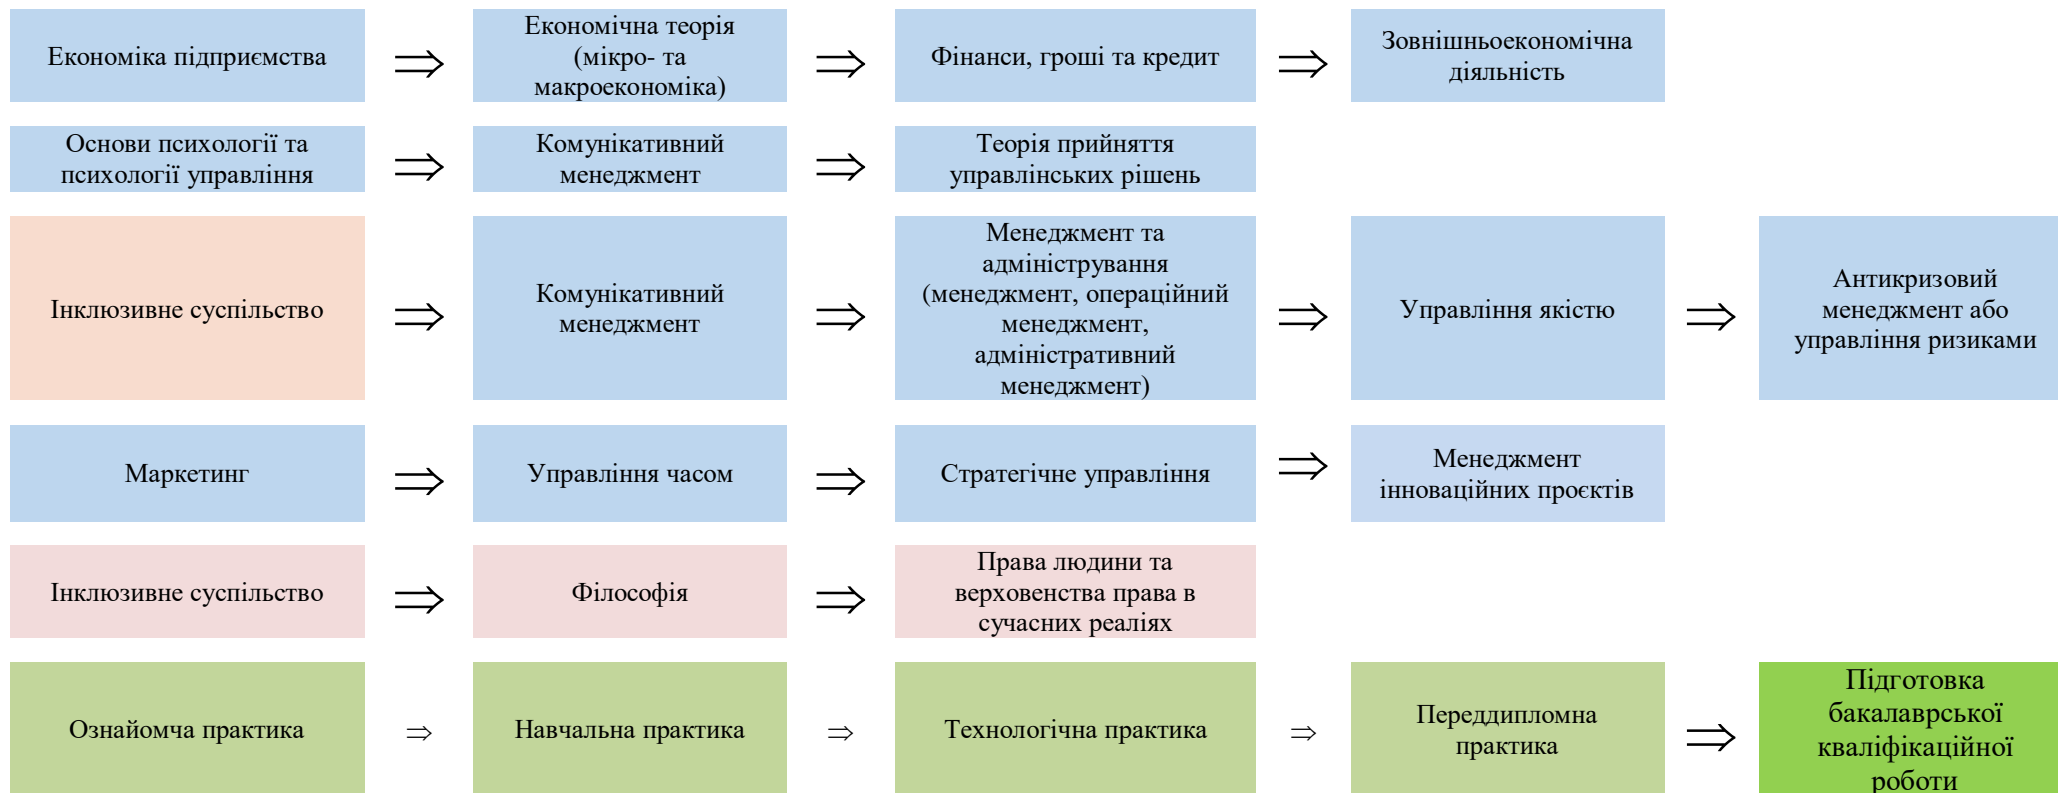 Економіка підприємства
⇒
Економічна теорія
(мікро- та
макроекономіка)
⇒
Фінанси, гроші та кредит
⇒
Зовнішньоекономічна
діяльність
Основи психології та
психології управління
⇒
Комунікативний
менеджмент
⇒
Теорія прийняття
управлінських рішень
Інклюзивне суспільство
⇒
Комунікативний
менеджмент
⇒
Менеджмент та
адміністрування
(менеджмент, операційний
менеджмент,
адміністративний
менеджмент)
⇒
Управління якістю
⇒
Антикризовий
менеджмент або
управління ризиками
Маркетинг
⇒
Управління часом
⇒
Стратегічне управління
⇒
Менеджмент
інноваційних проєктів
Інклюзивне суспільство
⇒
Філософія
⇒
Права людини та
верховенства права в
сучасних реаліях
Ознайомча практика
⇒
Навчальна практика
⇒
Технологічна практика
⇒
Переддипломна
практика
⇒
Підготовка
бакалаврської
кваліфікаційної
роботи